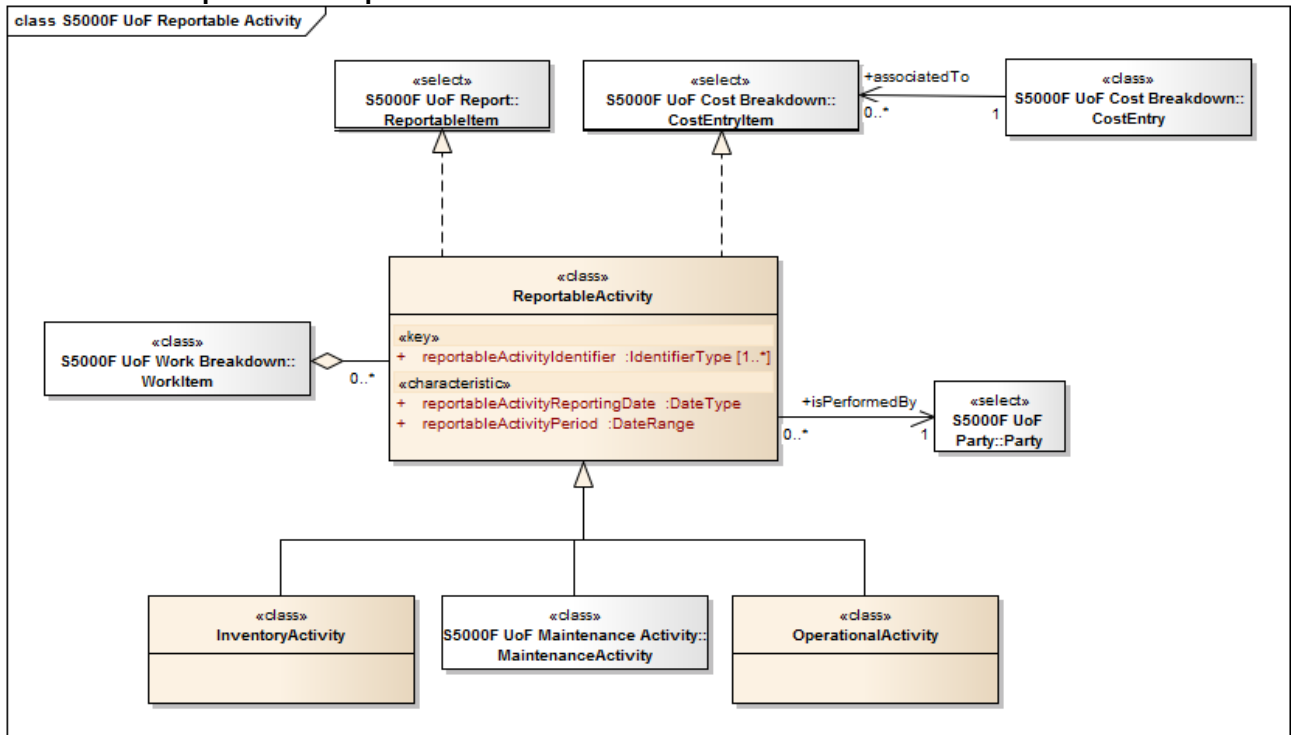 class S5000F UoF Reportable Activity
«select»
S5000F UoF Report::
ReportableItem
«select»
S5000F UoF Cost Breakdown::
CostEntryItem
+associatedTo
0..*
1
«class»
S5000F UoF Cost Breakdown::
CostEntry
«class»
ReportableActivity
«key»
+ reportableActivityIdentifier :IdentifierType [1..*]
«characteristic»
+ reportableActivityReportingDate :DateType
+ reportableActivityPeriod :DateRange
«class»
S5000F UoF Work Breakdown::
WorkItem
0..*
+isPerformedBy
0..*
1
«select»
S5000F UoF
Party::Party
«class»
InventoryActivity
«class»
S5000F UoF Maintenance Activity::
MaintenanceActivity
«class»
OperationalActivity